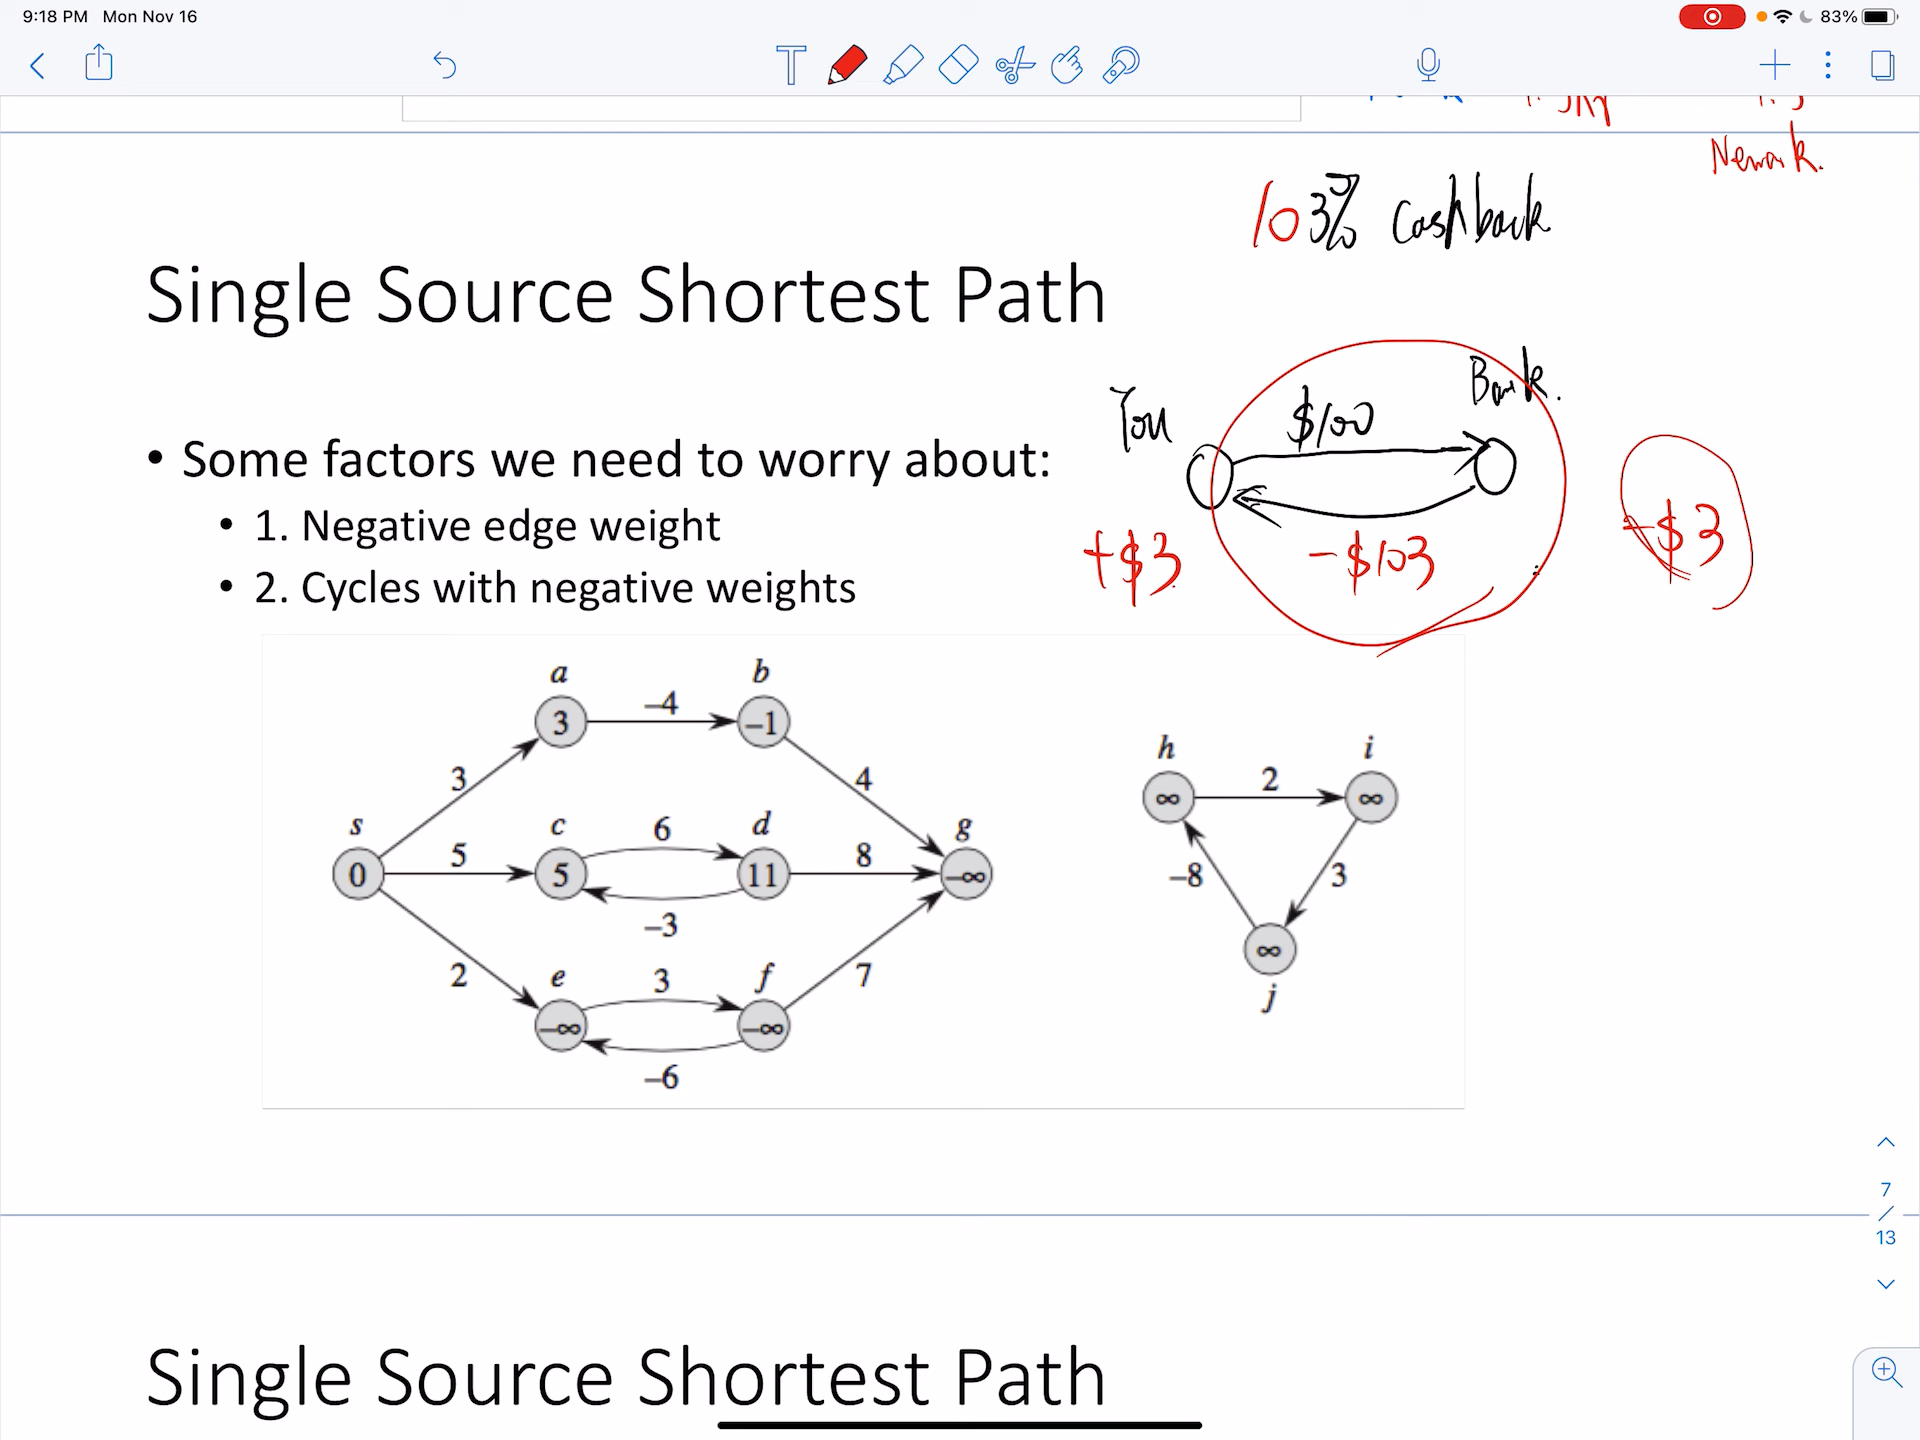 9:18 PM Mon Nov 16
83%
T
Newark.
103% Cashback
Single Source Shortest Path
You
$100
Bank.
• Some factors we need to worry about:
• 1. Negative edge weight
• 2. Cycles with negative weights
+$3
-$103
-$3
a
b
3
–4
–1
3
4
h
i
∞
2
∞
s
c
6
d
g
0
5
5
11
8
–∞
–8
3
–3
∞
2
e
3
f
7
j
–∞
–∞
–6
7
/
13
Single Source Shortest Path